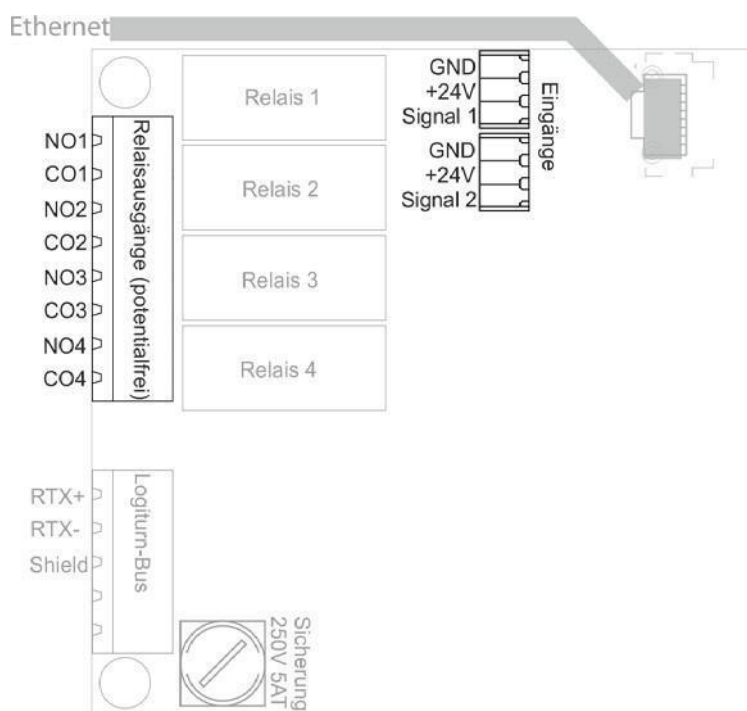 Ethernet
GND
+24V
Signal 1
GND
+24V
Signal 2
Eingänge
Relais 1
Relais 2
Relais 3
Relais 4
NO1
CO1
NO2
CO2
NO3
CO3
NO4
CO4
Relaisausgänge (potentialfrei)
RTX+
RTX-
Shield
Logiturn-Bus
Sicherung
250V 5AT